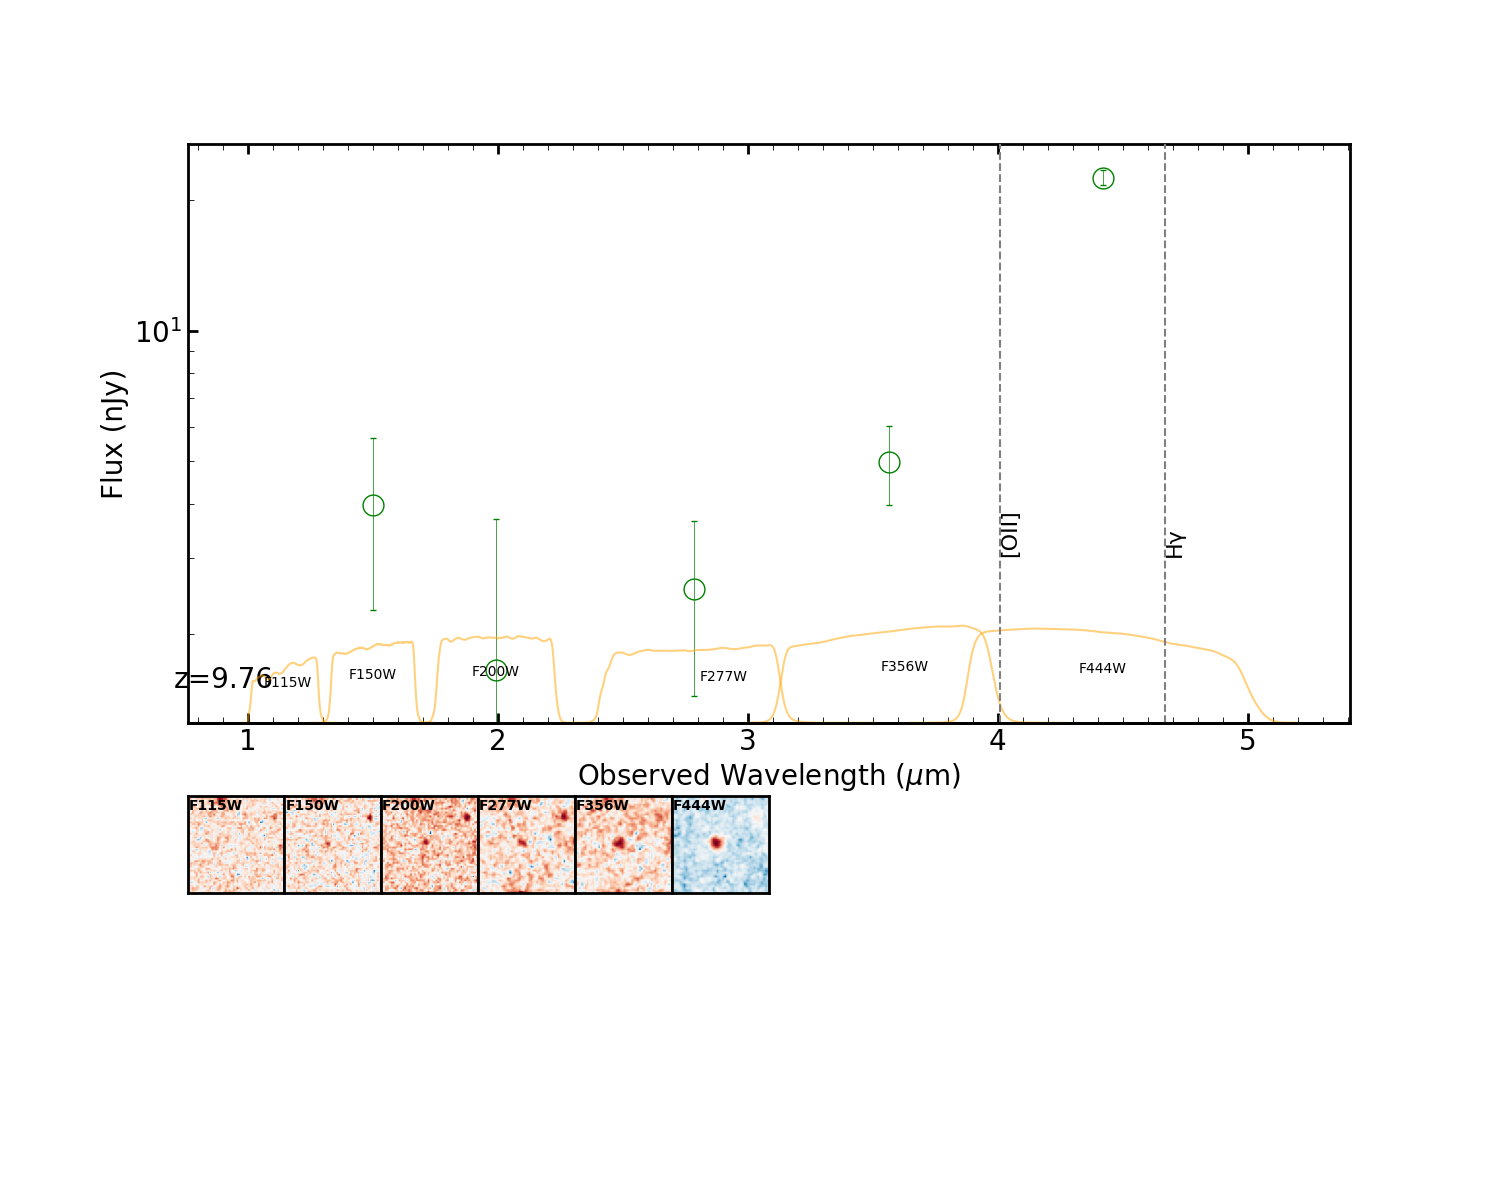 10¹
Flux (nJy)
[OII]
Hγ
z=9.76
F115W
F150W
F200W
F277W
F356W
F444W
1 2 3 4 5
Observed Wavelength (μm)
F115W F150W F200W F277W F356W F444W